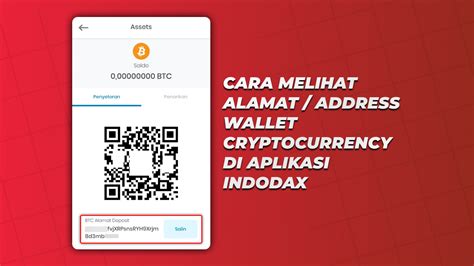 Assets
Saldo
0,00000000 BTC
Penyetoran
Penarikan
BTC Alamat Deposit
Salin
CARA MELIHAT
ALAMAT / ADDRESS
WALLET
CRYPTOCURRENCY
DI APLIKASI
INDODAX